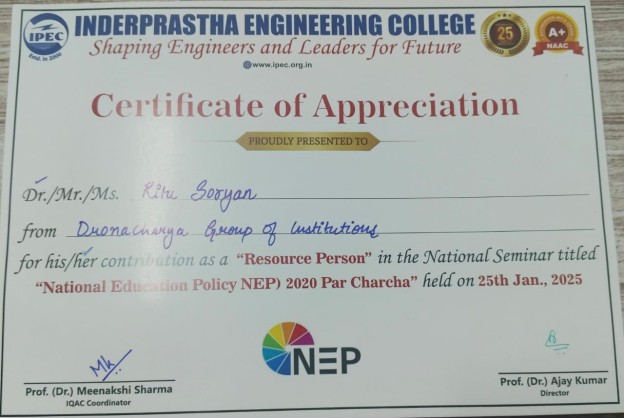 INDERPRASTHA ENGINEERING COLLEGE
IPEC
Estd. in 2000
25
A+
NAAC
Shaping Engineers and Leaders for Future
www.ipec.org.in
Certificate of Appreciation
PROUDLY PRESENTED TO
Dr./Mr./Ms. Ritu Soryan
from Dronacharya Group of Institutions
for his/her contribution as a "Resource Person" in the National Seminar titled
"National Education Policy NEP) 2020 Par Charcha" held on 25th Jan., 2025
NEP
Mk
Prof. (Dr.) Meenakshi Sharma
IQAC Coordinator
Prof. (Dr.) Ajay Kumar
Director